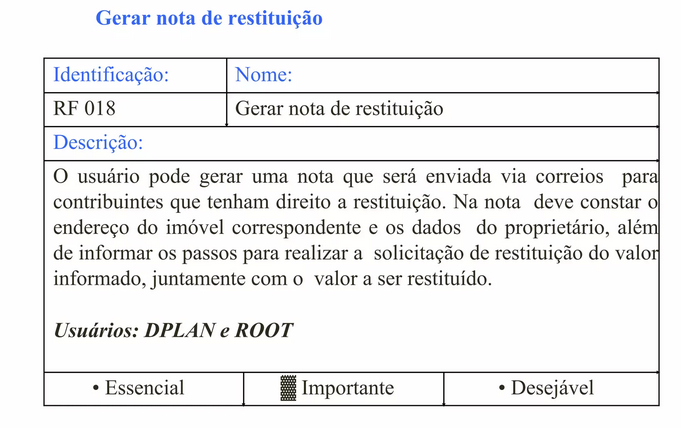 Gerar nota de restituição
Identificação: Nome:
RF 018 Gerar nota de restituição
Descrição:
O usuário pode gerar uma nota que será enviada via correios para
contribuintes que tenham direito a restituição. Na nota deve constar o
endereço do imóvel correspondente e os dados do proprietário, além
de informar os passos para realizar a solicitação de restituição do valor
informado, juntamente com o valor a ser restituído.
Usuários: DPLAN e ROOT
• Essencial ▓ Importante • Desejável